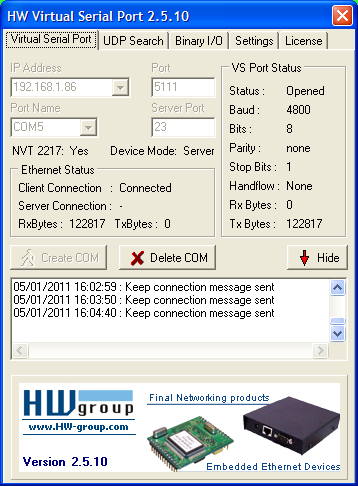 HW Virtual Serial Port 2.5.10
Virtual Serial Port UDP Search Binary I/O Settings License
IP Address Port
192.168.1.86 5111
Port Name Server Port
COM5 23
NVT 2217: Yes Device Mode: Server
Ethernet Status
Client Connection : Connected
Server Connection : -
RxBytes : 122817 TxBytes : 0
VS Port Status
Status : Opened
Baud : 4800
Bits : 8
Parity : none
Stop Bits : 1
Handflow : None
Rx Bytes : 0
Tx Bytes : 122817
Create COM Delete COM Hide
05/01/2011 16:02:59 : Keep connection message sent
05/01/2011 16:03:50 : Keep connection message sent
05/01/2011 16:04:40 : Keep connection message sent
HW group
www.HW-group.com
Version 2.5.10
Final Networking products
Embedded Ethernet Devices